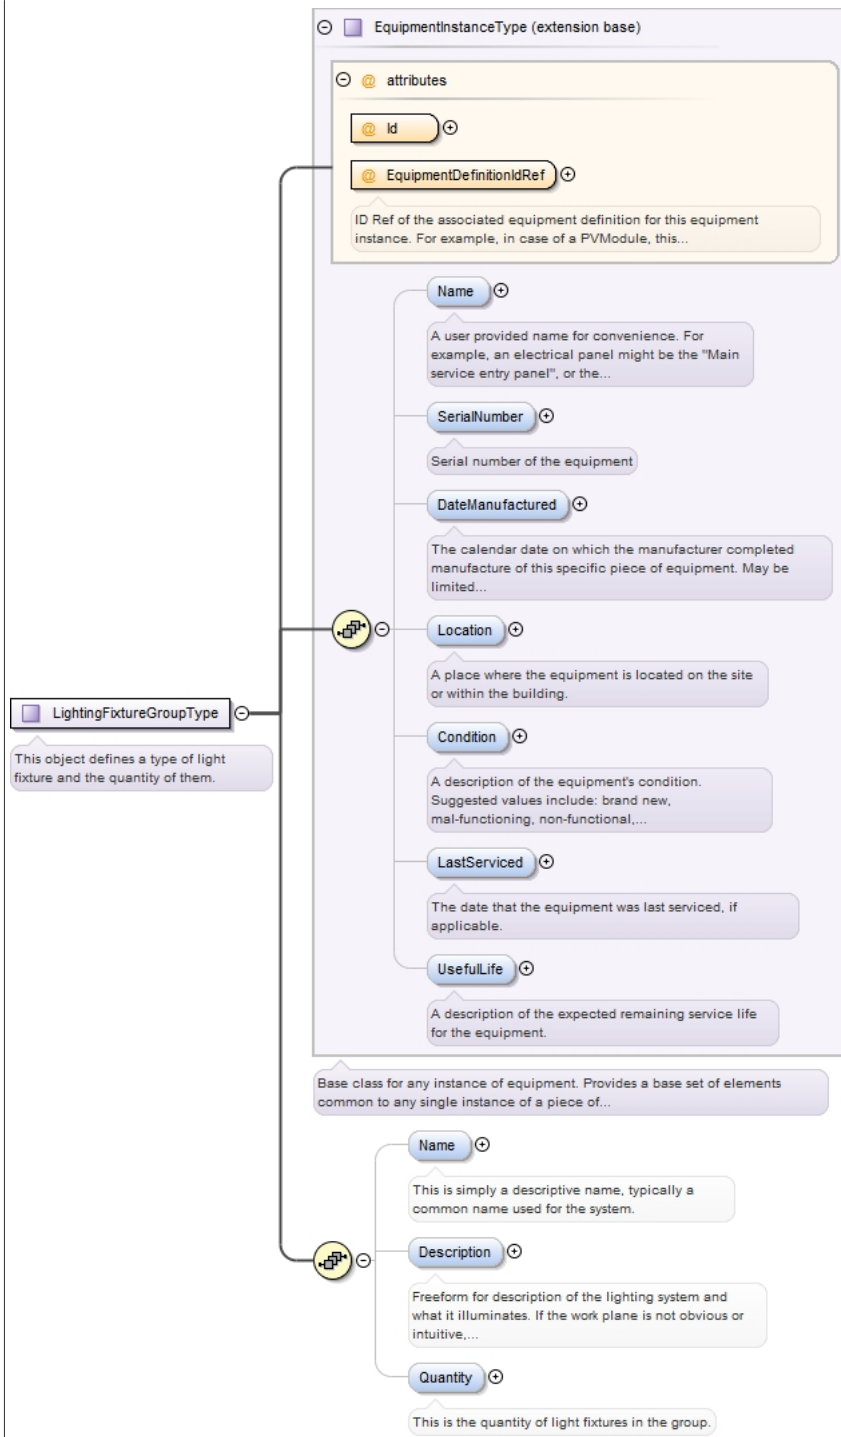 EquipmentInstanceType (extension base)
@ attributes
@ Id
@ EquipmentDefinitionIdRef
ID Ref of the associated equipment definition for this equipment
instance. For example, in case of a PVModule, this...
Name
A user provided name for convenience. For
example, an electrical panel might be the "Main
service entry panel", or the...
SerialNumber
Serial number of the equipment
DateManufactured
The calendar date on which the manufacturer completed
manufacture of this specific piece of equipment. May be
limited...
Location
A place where the equipment is located on the site
or within the building.
LightingFixtureGroupType
This object defines a type of light
fixture and the quantity of them.
Condition
A description of the equipment's condition.
Suggested values include: brand new,
mal-functioning, non-functional,...
LastServiced
The date that the equipment was last serviced, if
applicable.
UsefulLife
A description of the expected remaining service life
for the equipment.
Base class for any instance of equipment. Provides a base set of elements
common to any single instance of a piece of...
Name
This is simply a descriptive name, typically a
common name used for the system.
Description
Freeform for description of the lighting system and
what it illuminates. If the work plane is not obvious or
intuitive,...
Quantity
This is the quantity of light fixtures in the group.